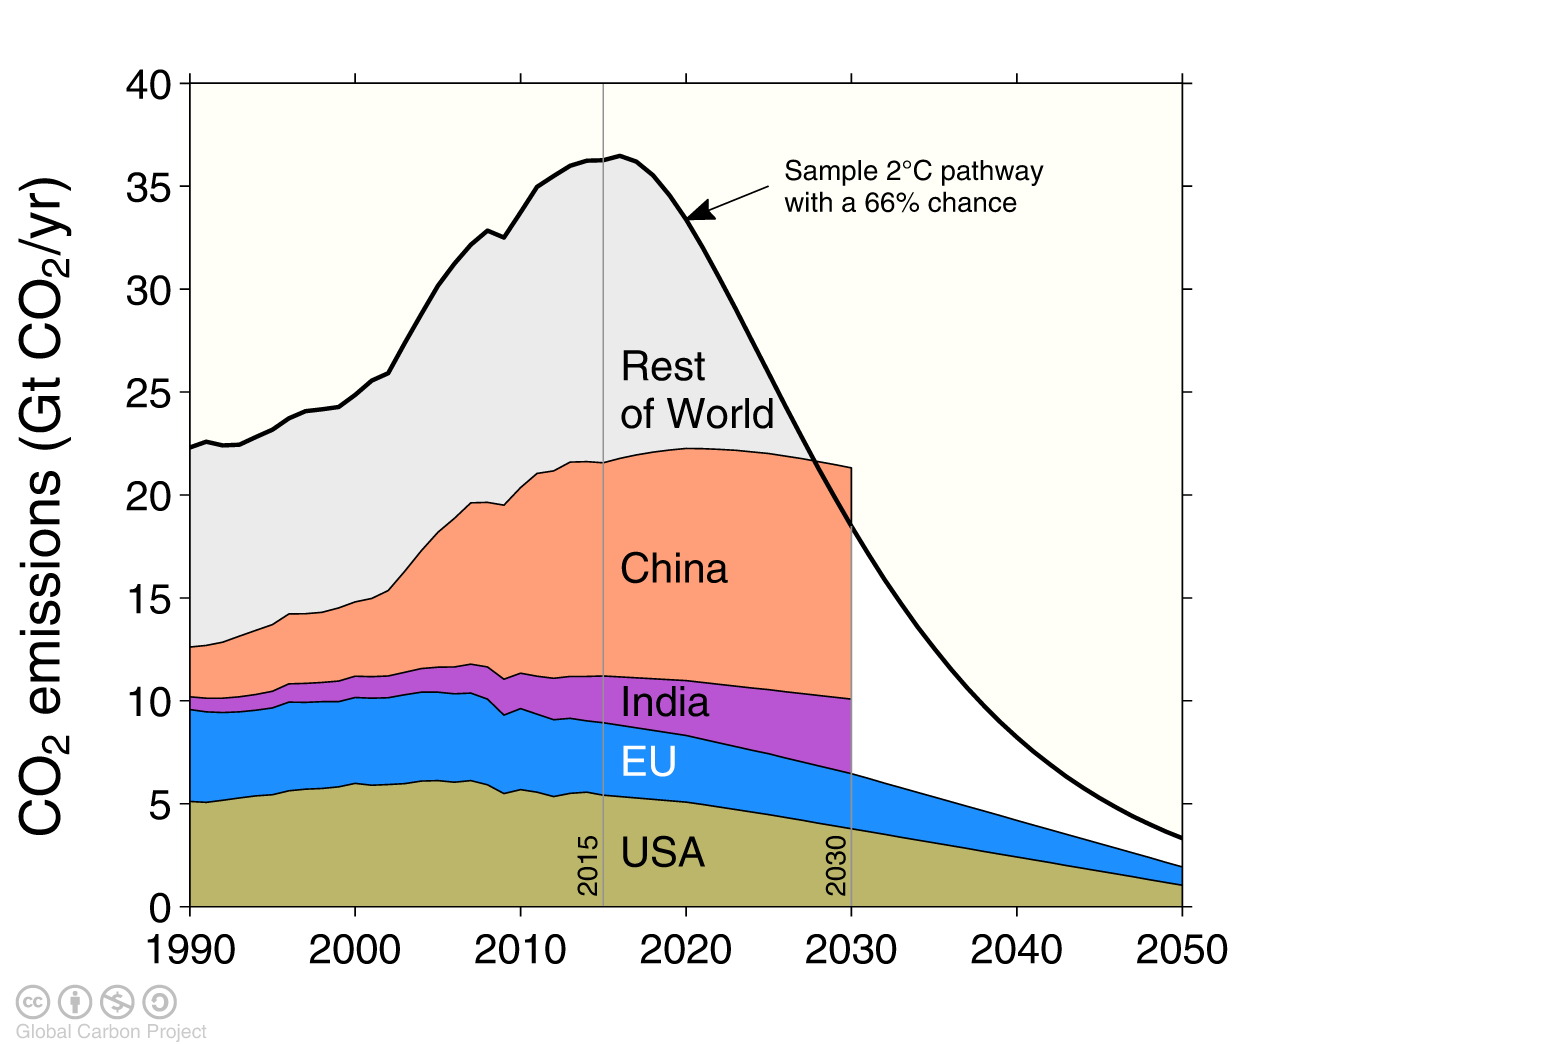 CO₂ emissions (Gt CO₂/yr)
40
35
30
25
20
15
10
5
0
1990
2000
2010
2020
2030
2040
2050
Sample 2°C pathway
with a 66% chance
Rest
of World
China
India
EU
USA
2015
2030
cc
Global Carbon Project